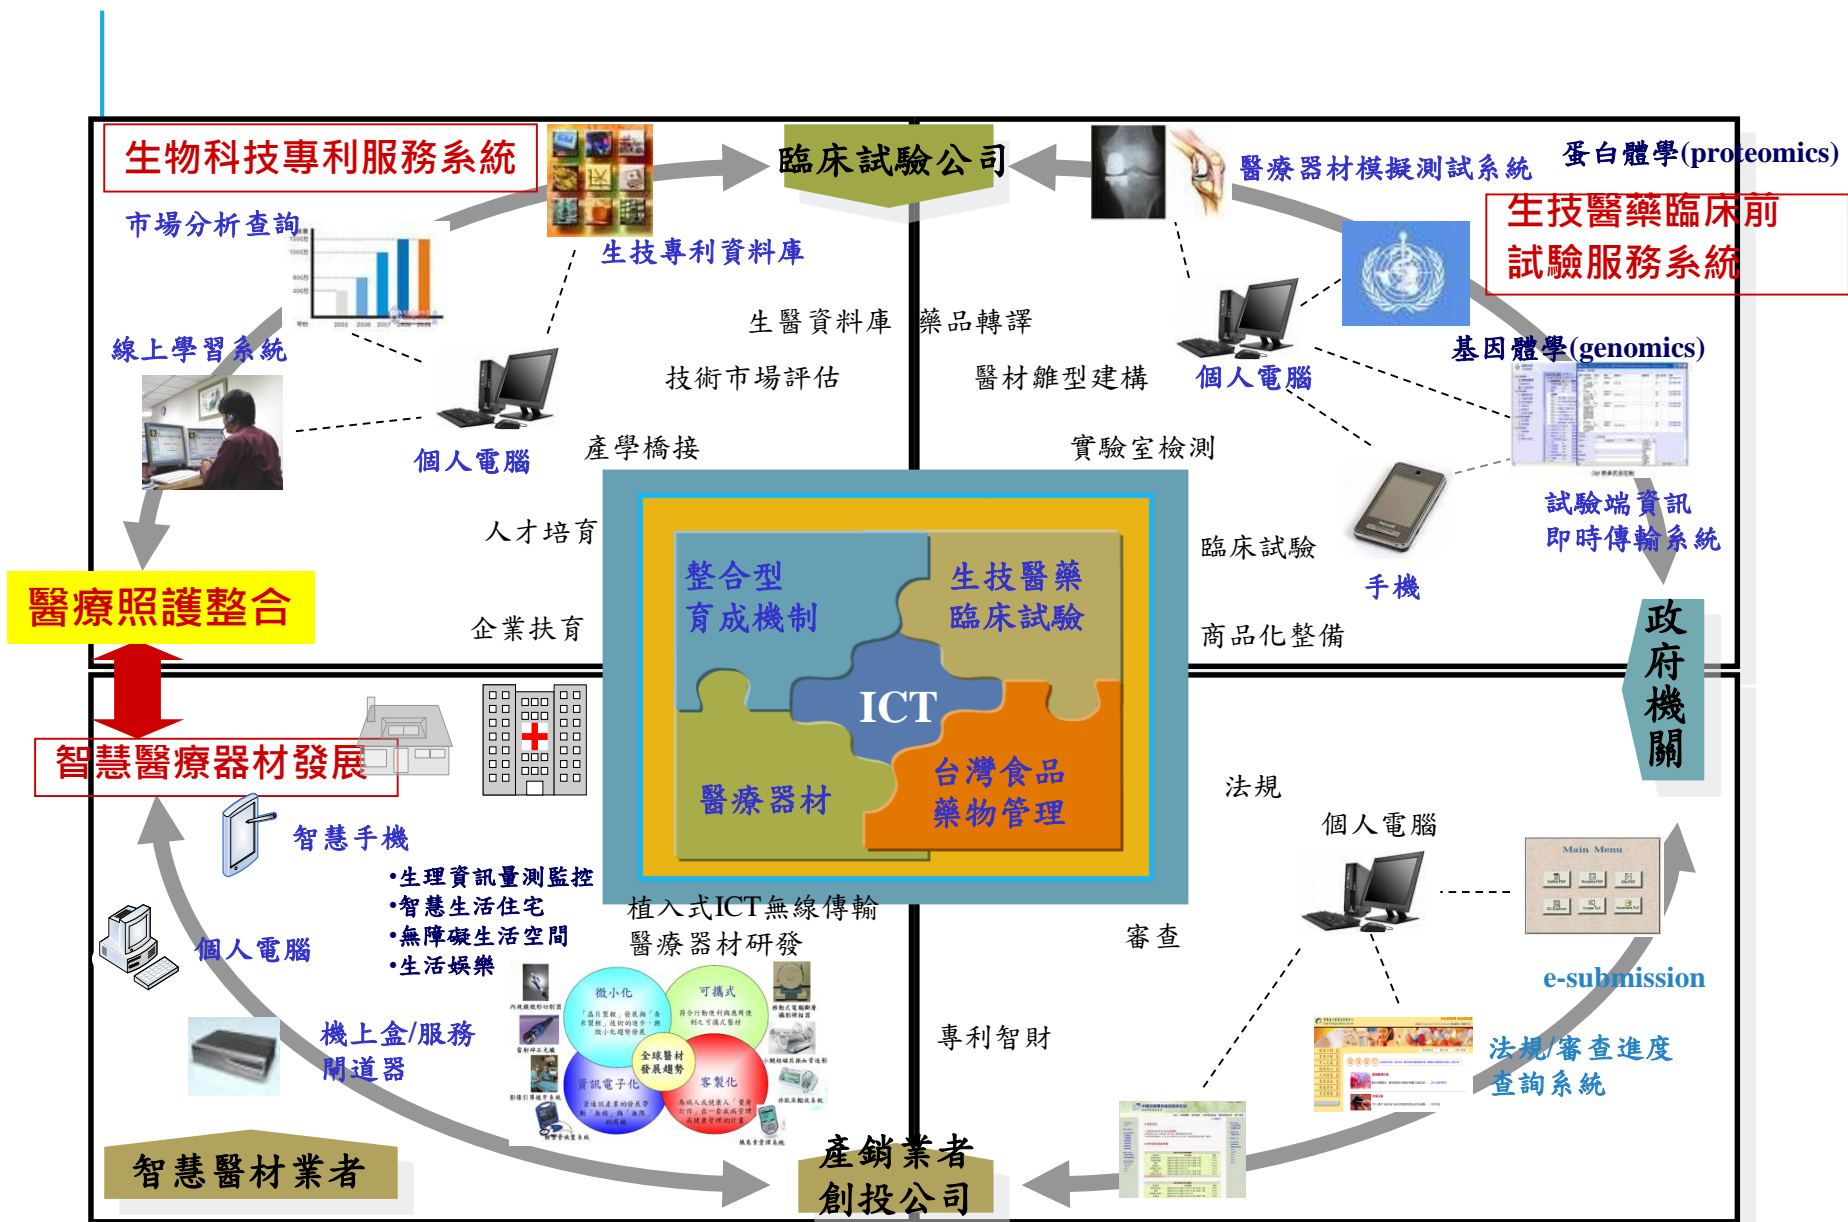 生物科技專利服務系統
市場分析查詢
生技專利資料庫
線上學習系統
個人電腦
生醫資料庫
技術市場評估
產學橋接
人才培育
企業扶育
臨床試驗公司
醫療器材模擬測試系統
蛋白體學(proteomics)
生技醫藥臨床前
試驗服務系統
基因體學(genomics)
藥品轉譯
醫材雛型建構
個人電腦
實驗室檢測
臨床試驗
商品化整備
手機
試驗端資訊
即時傳輸系統
醫療照護整合
政府機關
整合型
育成機制
生技醫藥
臨床試驗
ICT
醫療器材
台灣食品
藥物管理
智慧醫療器材發展
智慧手機
•生理資訊量測監控
•智慧生活住宅
•無障礙生活空間
•生活娛樂
個人電腦
機上盒/服務
閘道器
植入式ICT無線傳輸
醫療器材研發
微小化
可攜式
全球醫材
發展趨勢
資訊電子化
客製化
法規
個人電腦
審查
專利智財
Main Menu
e-submission
法規/審查進度
查詢系統
智慧醫材業者
產銷業者
創投公司